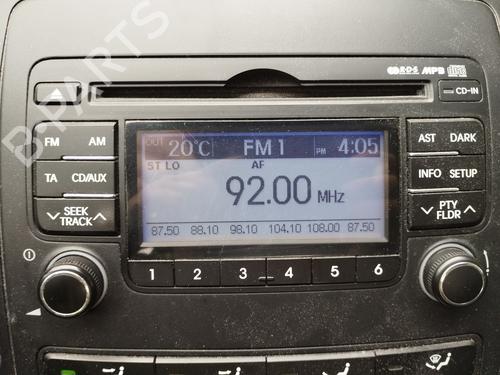 R·D·S MP3
CD-IN
FM AM
OUT 20°C FM 1 PM 4:05
AST DARK
ST LO AF
TA CD/AUX
92.00 MHz
INFO SETUP
SEEK TRACK
PTY FLDR
87.50 88.10 98.10 104.10 108.00 87.50
1 2 3 4 5 6
B-PARTS